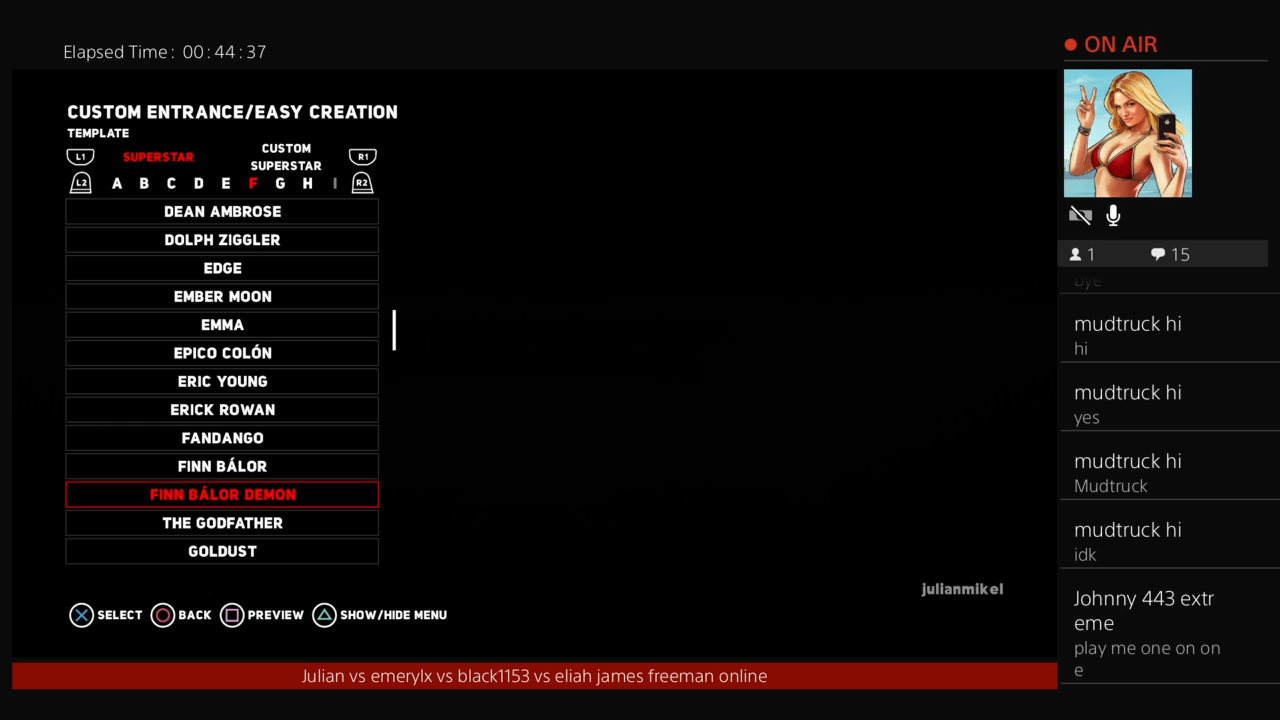 Elapsed Time: 00:44:37
ON AIR
CUSTOM ENTRANCE/EASY CREATION
TEMPLATE
L1 SUPERSTAR CUSTOM SUPERSTAR R1
L2 A B C D E F G H I R2
DEAN AMBROSE
DOLPH ZIGGLER
EDGE
EMBER MOON
EMMA
EPICO COLÓN
ERIC YOUNG
ERICK ROWAN
FANDANGO
FINN BÁLOR
FINN BÁLOR DEMON
THE GODFATHER
GOLDUST
SELECT BACK PREVIEW SHOW/HIDE MENU
julianmikel
Julian vs emerylx vs black1153 vs eliah james freeman online
1 15
bye
mudtruck hi
hi
mudtruck hi
yes
mudtruck hi
Mudtruck
mudtruck hi
idk
Johnny 443 extr
eme
play me one on on
e